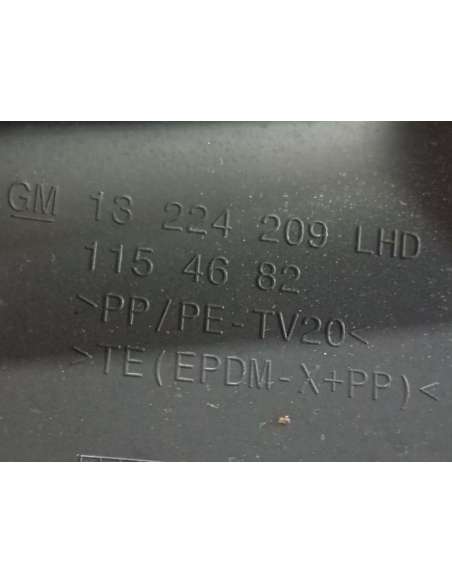 GM 13 224 209 LHD
115 46 82
>PP/PE-TV20<
>TE(EPDM-X+PP)<